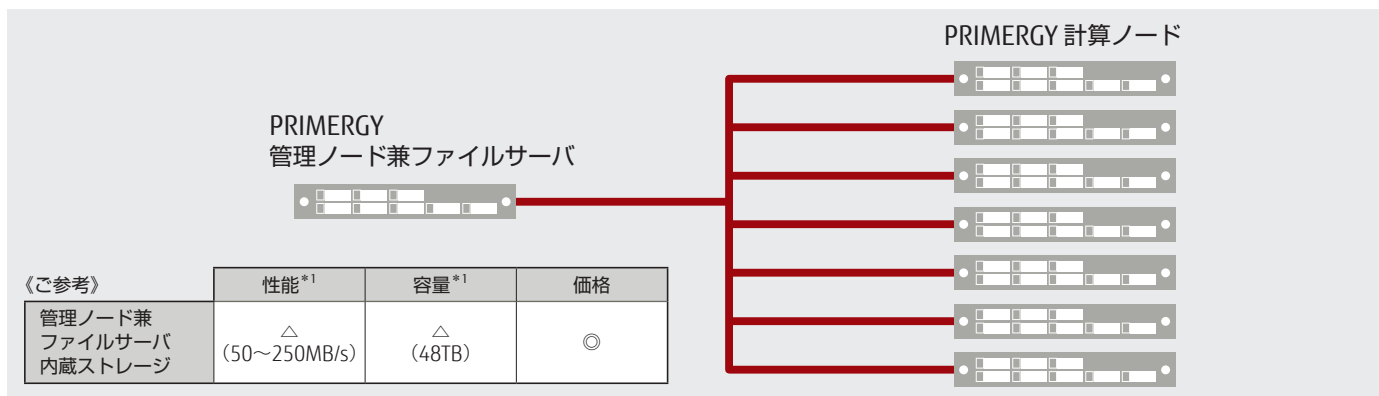 PRIMERGY 計算ノード
PRIMERGY
管理ノード兼ファイルサーバ
《ご参考》
性能*1
容量*1
価格
管理ノード兼
ファイルサーバ
内蔵ストレージ
△
(50〜250MB/s)
△
(48TB)
◎